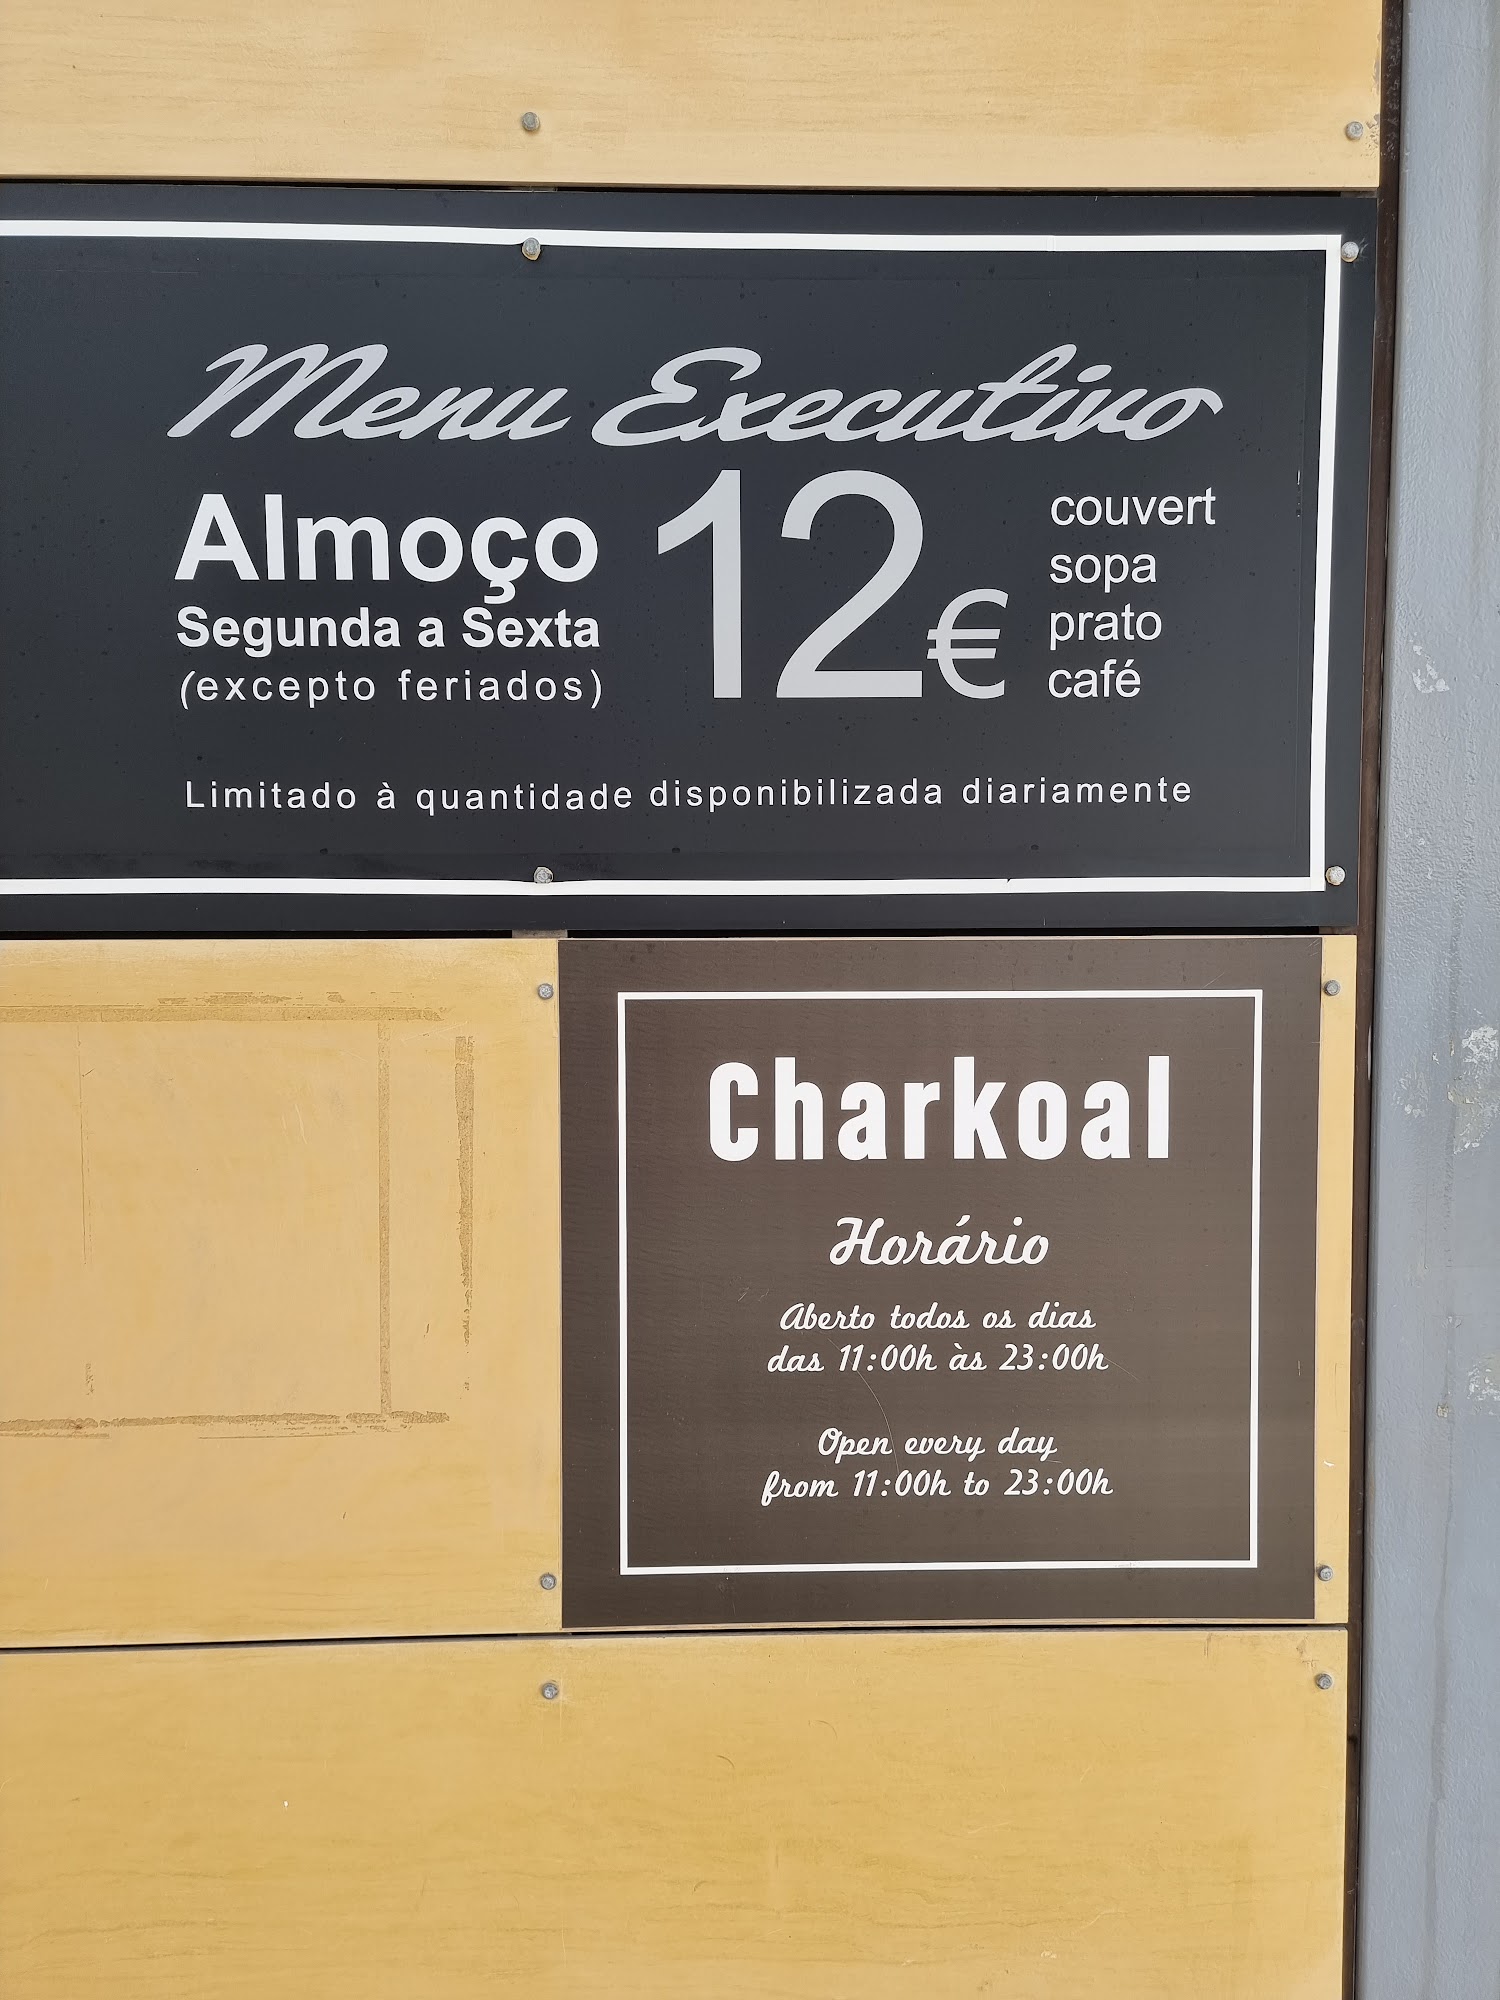 Menu Executivo
Almoço
Segunda a Sexta
(excepto feriados)
12€
couvert
sopa
prato
café
Limitado à quantidade disponibilizada diariamente
Charkoal
Horário
Aberto todos os dias
das 11:00h às 23:00h
Open every day
from 11:00h to 23:00h